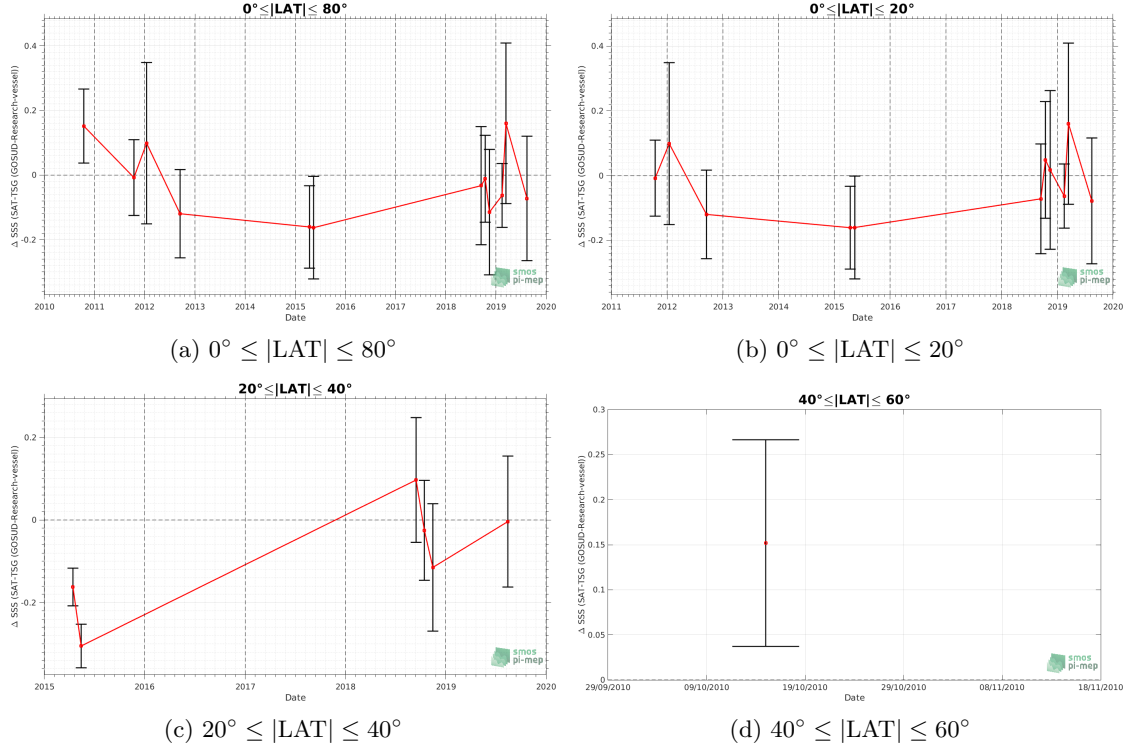 0°≤|LAT|≤ 80°
Δ SSS (SAT-TSG (GOSUD-Research-vessel))
0.4
0.2
0
-0.2
2010 2011 2012 2013 2014 2015 2016 2017 2018 2019 2020
Date
smos
pi-mep
(a) 0° ≤ |LAT| ≤ 80°
0°≤|LAT|≤ 20°
Δ SSS (SAT-TSG (GOSUD-Research-vessel))
0.4
0.2
0
-0.2
2011 2012 2013 2014 2015 2016 2017 2018 2019 2020
Date
smos
pi-mep
(b) 0° ≤ |LAT| ≤ 20°
20°≤|LAT|≤ 40°
Δ SSS (SAT-TSG (GOSUD-Research-vessel))
0.2
0
-0.2
2015 2016 2017 2018 2019 2020
Date
smos
pi-mep
(c) 20° ≤ |LAT| ≤ 40°
40°≤|LAT|≤ 60°
Δ SSS (SAT-TSG (GOSUD-Research-vessel))
0.3
0.25
0.2
0.15
0.1
0.05
0
29/09/2010 09/10/2010 19/10/2010 29/10/2010 08/11/2010 18/11/2010
Date
smos
pi-mep
(d) 40° ≤ |LAT| ≤ 60°